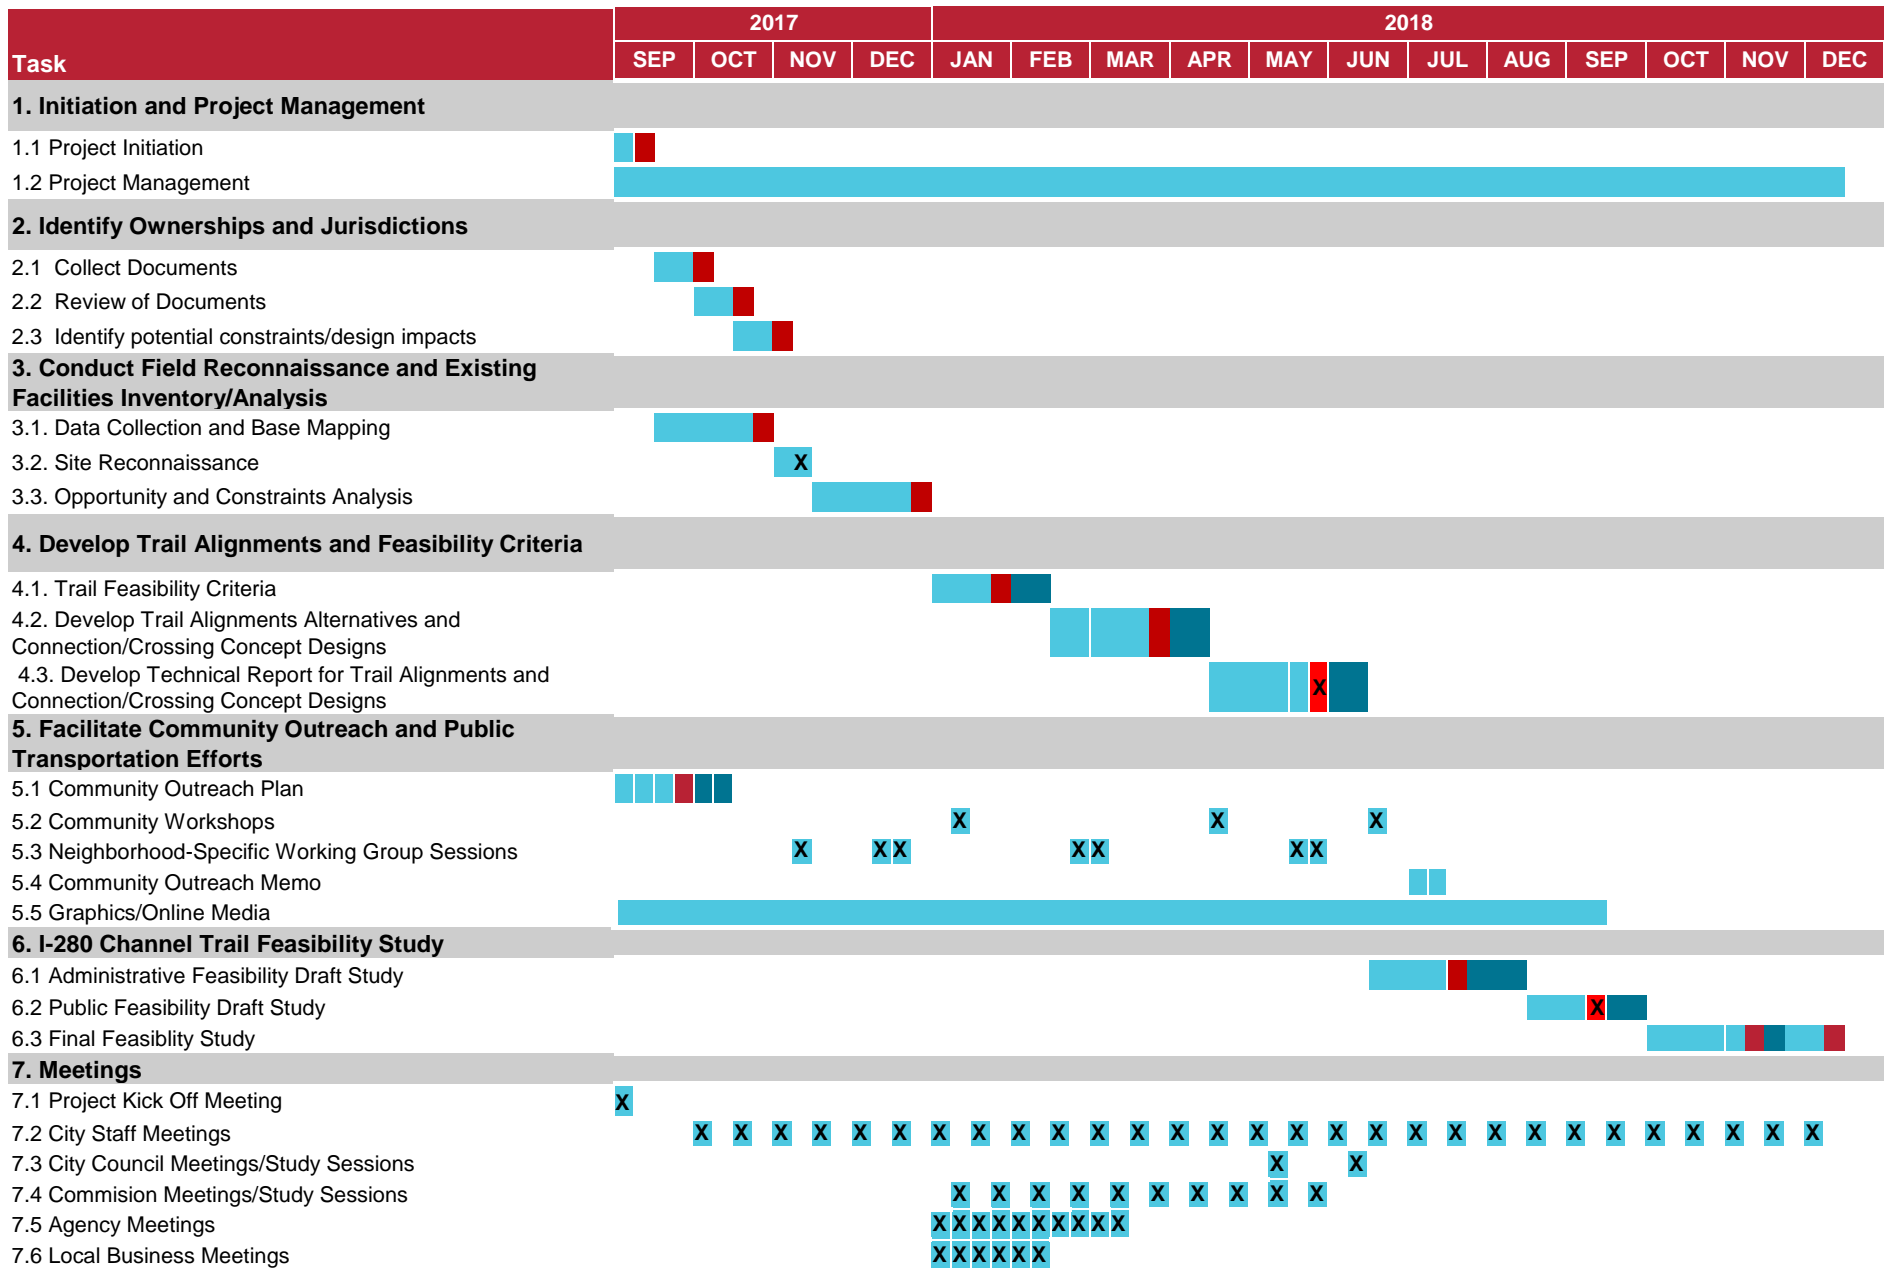 2017 2018
Task SEP OCT NOV DEC JAN FEB MAR APR MAY JUN JUL AUG SEP OCT NOV DEC
1. Initiation and Project Management
1.1 Project Initiation
1.2 Project Management
2. Identify Ownerships and Jurisdictions
2.1 Collect Documents
2.2 Review of Documents
2.3 Identify potential constraints/design impacts
3. Conduct Field Reconnaissance and Existing
Facilities Inventory/Analysis
3.1. Data Collection and Base Mapping
3.2. Site Reconnaissance X
3.3. Opportunity and Constraints Analysis
4. Develop Trail Alignments and Feasibility Criteria
4.1. Trail Feasibility Criteria
4.2. Develop Trail Alignments Alternatives and
Connection/Crossing Concept Designs
4.3. Develop Technical Report for Trail Alignments and
Connection/Crossing Concept Designs X
5. Facilitate Community Outreach and Public
Transportation Efforts
5.1 Community Outreach Plan
5.2 Community Workshops X X X
5.3 Neighborhood-Specific Working Group Sessions X X X X X X X
5.4 Community Outreach Memo
5.5 Graphics/Online Media
6. I-280 Channel Trail Feasibility Study
6.1 Administrative Feasibility Draft Study
6.2 Public Feasibility Draft Study X
6.3 Final Feasiblity Study
7. Meetings
7.1 Project Kick Off Meeting X
7.2 City Staff Meetings X X X X X X X X X X X X X X X X X X X X X X X X X X X X X
7.3 City Council Meetings/Study Sessions X X
7.4 Commision Meetings/Study Sessions X X X X X X X X X X
7.5 Agency Meetings X X X X X X X X X X
7.6 Local Business Meetings X X X X X X